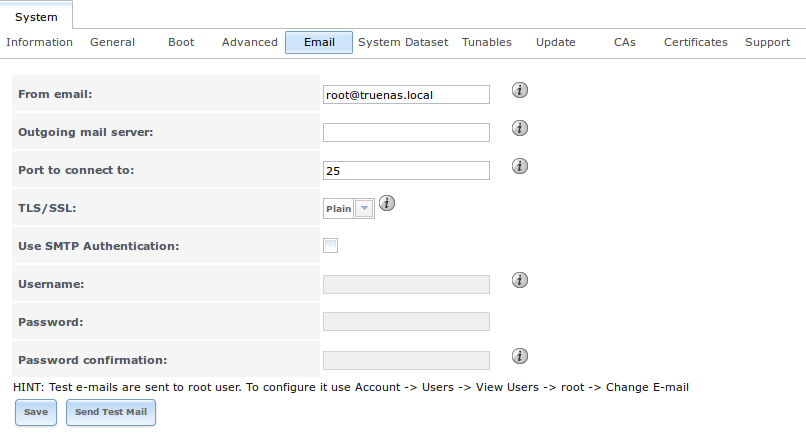 System
Information General Boot Advanced Email System Dataset Tunables Update CAs Certificates Support
From email: root@truenas.local i
Outgoing mail server: i
Port to connect to: 25 i
TLS/SSL: Plain i
Use SMTP Authentication:
Username: i
Password:
Password confirmation: i
HINT: Test e-mails are sent to root user. To configure it use Account -> Users -> View Users -> root -> Change E-mail
Save Send Test Mail